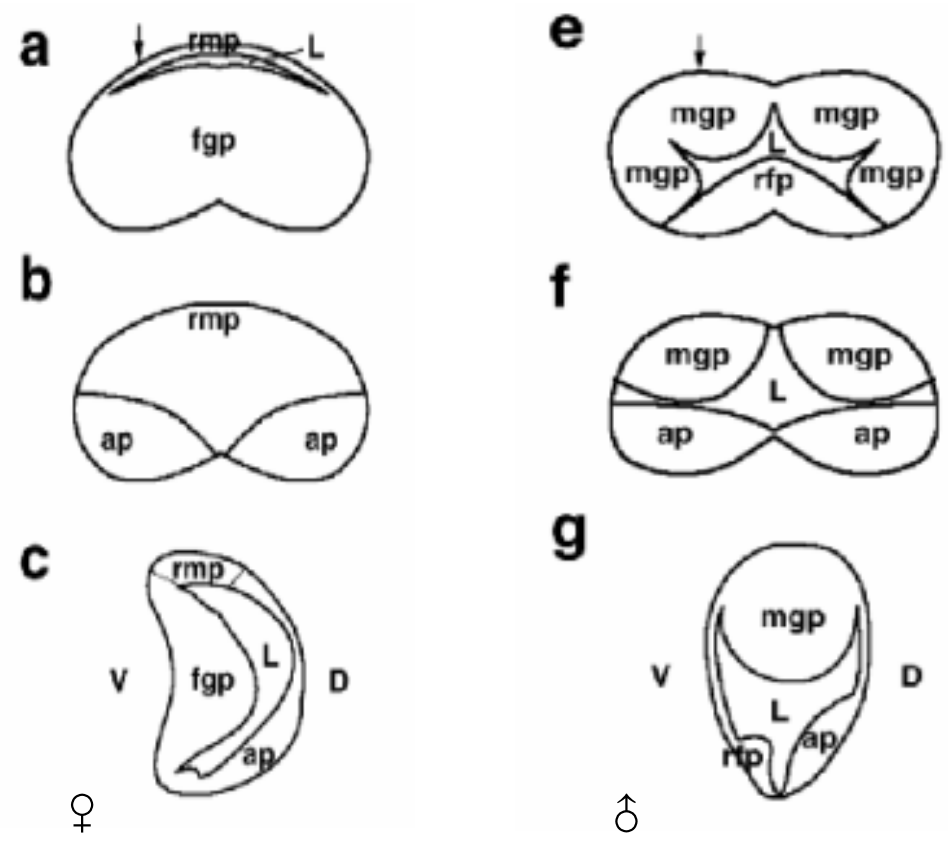 a
rmp L
fgp
b
rmp
ap ap
c
rmp
L
V fgp D
ap
♀
e
mgp mgp
L
mgp rfp mgp
f
mgp mgp
L
ap ap
g
mgp
V D
L
rfp ap
♂